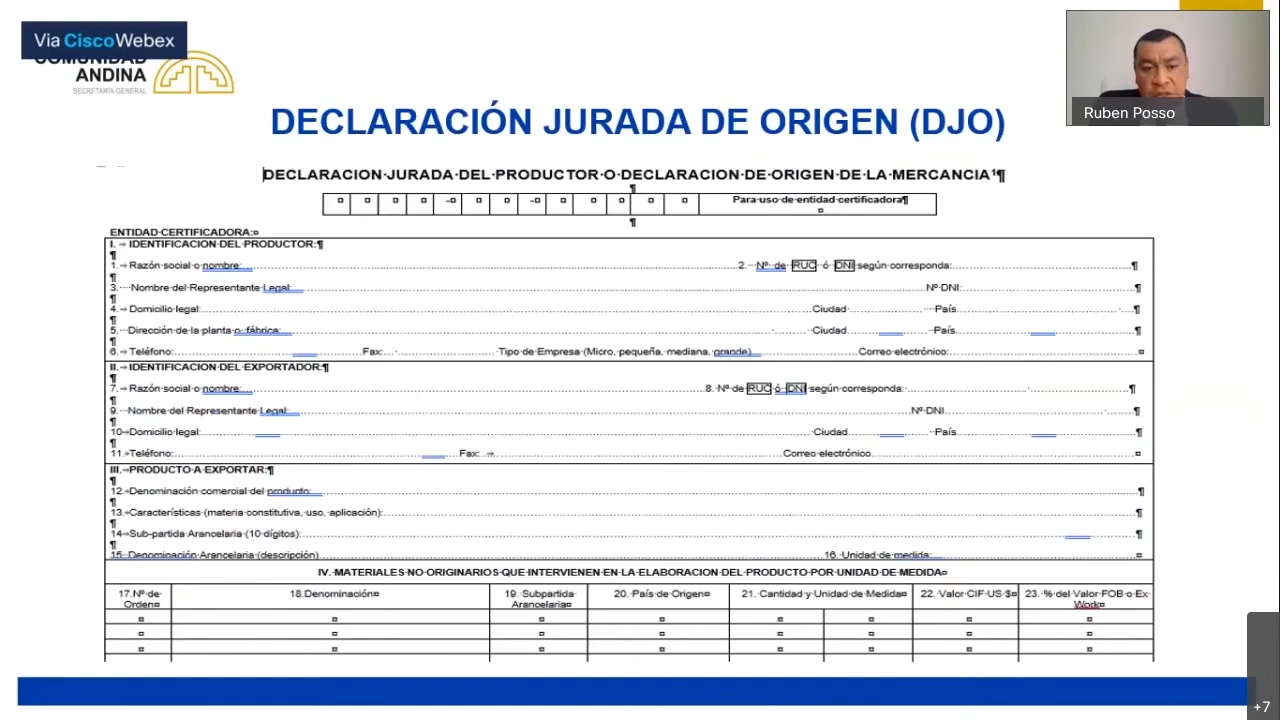 Via Cisco Webex
COMUNIDAD
ANDINA
SECRETARÍA GENERAL
Ruben Posso
DECLARACIÓN JURADA DE ORIGEN (DJO)
DECLARACION·JURADA·DEL·PRODUCTOR·O·DECLARACION·DE·ORIGEN·DE·LA·MERCANCIA¹¶
Para·uso·de·entidad·certificadora¶
ENTIDAD·CERTIFICADORA:¤
I. → IDENTIFICACION·DEL·PRODUCTOR:¶
1.→ Razón·social·o·nombre: 2. Nº·de·RUC·ó·DNI·según·corresponda: ¶
3. Nombre·del·Representante·Legal: Nº·DNI: ¶
4.→ Domicilio·legal: Ciudad País ¶
5. Dirección·de·la·planta·o·fábrica: Ciudad País ¶
6.→ Teléfono: Fax: Tipo·de·Empresa·(Micro,·pequeña,·mediana,·grande) Correo·electrónico: ¤
II.→ IDENTIFICACION·DEL·EXPORTADOR:¶
7.→ Razón·social·o·nombre: 8. Nº·de·RUC·ó·DNI·según·corresponda: ¶
9. Nombre·del·Representante·Legal: Nº·DNI ¶
10→Domicilio·legal: Ciudad País ¶
11.→Teléfono: Fax: → Correo·electrónico ¤
III.→PRODUCTO·A·EXPORTAR:¶
12.→Denominación·comercial·del·producto: ¶
13.→Características·(materia·constitutiva,·uso,·aplicación): ¶
14→Sub-partida·Arancelaria·(10·dígitos): ¶
15.·Denominación·Arancelaria·(descripción) 16.·Unidad·de·medida: ¤
IV.·MATERIALES·NO·ORIGINARIOS·QUE·INTERVIENEN·EN·LA·ELABORACION·DEL·PRODUCTO·POR·UNIDAD·DE·MEDIDA¤
17.Nº·de·Orden¤ 18.Denominación¤ 19.·Subpartida·Arancelaria¤ 20.·País·de·Origen¤ 21.·Cantidad·y·Unidad·de·Medida¤ 22.·Valor·CIF·US·$¤ 23.·%·del·Valor·FOB·o·Ex·Work¤
+7